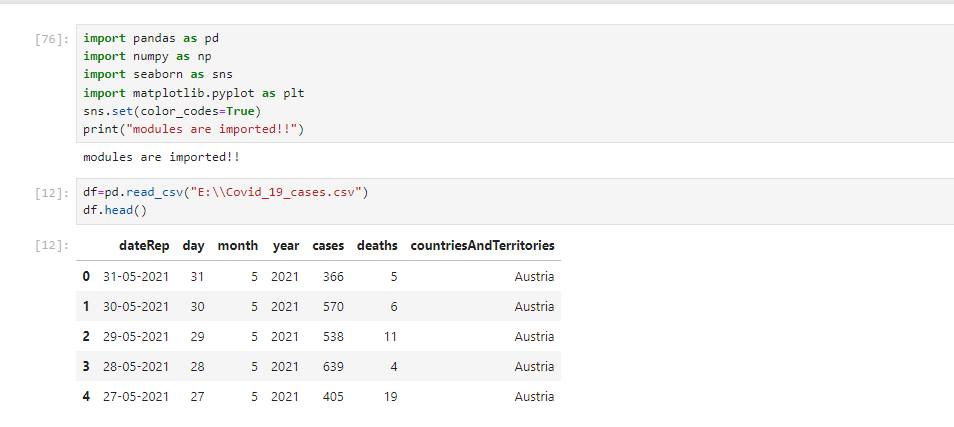 [76]: import pandas as pd
import numpy as np
import seaborn as sns
import matplotlib.pyplot as plt
sns.set(color_codes=True)
print("modules are imported!!")
modules are imported!!
[12]: df=pd.read_csv("E:\\Covid_19_cases.csv")
df.head()
[12]: dateRep day month year cases deaths countriesAndTerritories
0 31-05-2021 31 5 2021 366 5 Austria
1 30-05-2021 30 5 2021 570 6 Austria
2 29-05-2021 29 5 2021 538 11 Austria
3 28-05-2021 28 5 2021 639 4 Austria
4 27-05-2021 27 5 2021 405 19 Austria